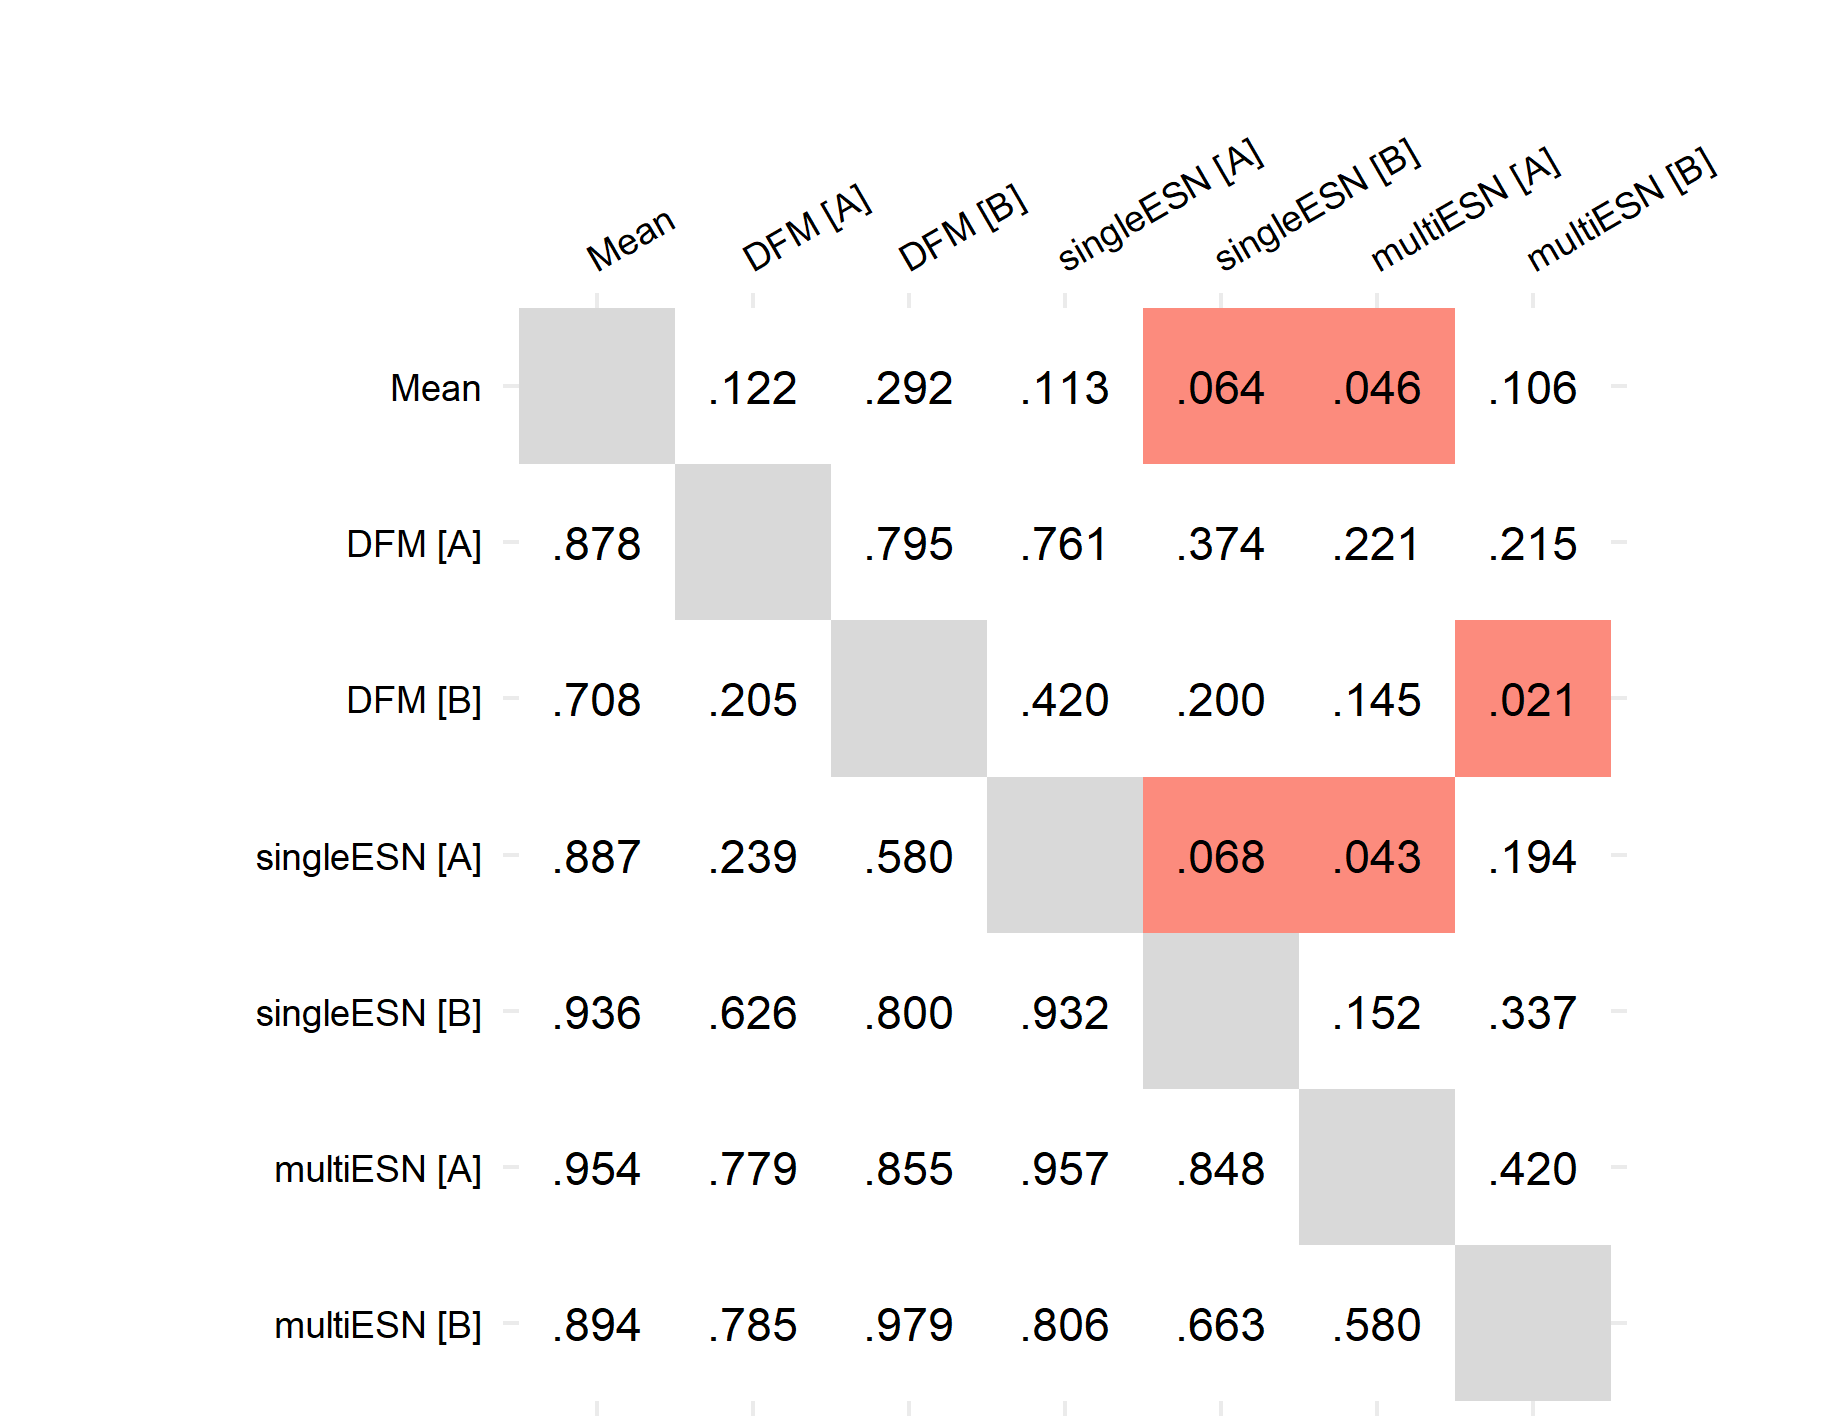 Mean DFM [A] DFM [B] singleESN [A] singleESN [B] multiESN [A] multiESN [B]
Mean .122 .292 .113 .064 .046 .106
DFM [A] .878 .795 .761 .374 .221 .215
DFM [B] .708 .205 .420 .200 .145 .021
singleESN [A] .887 .239 .580 .068 .043 .194
singleESN [B] .936 .626 .800 .932 .152 .337
multiESN [A] .954 .779 .855 .957 .848 .420
multiESN [B] .894 .785 .979 .806 .663 .580